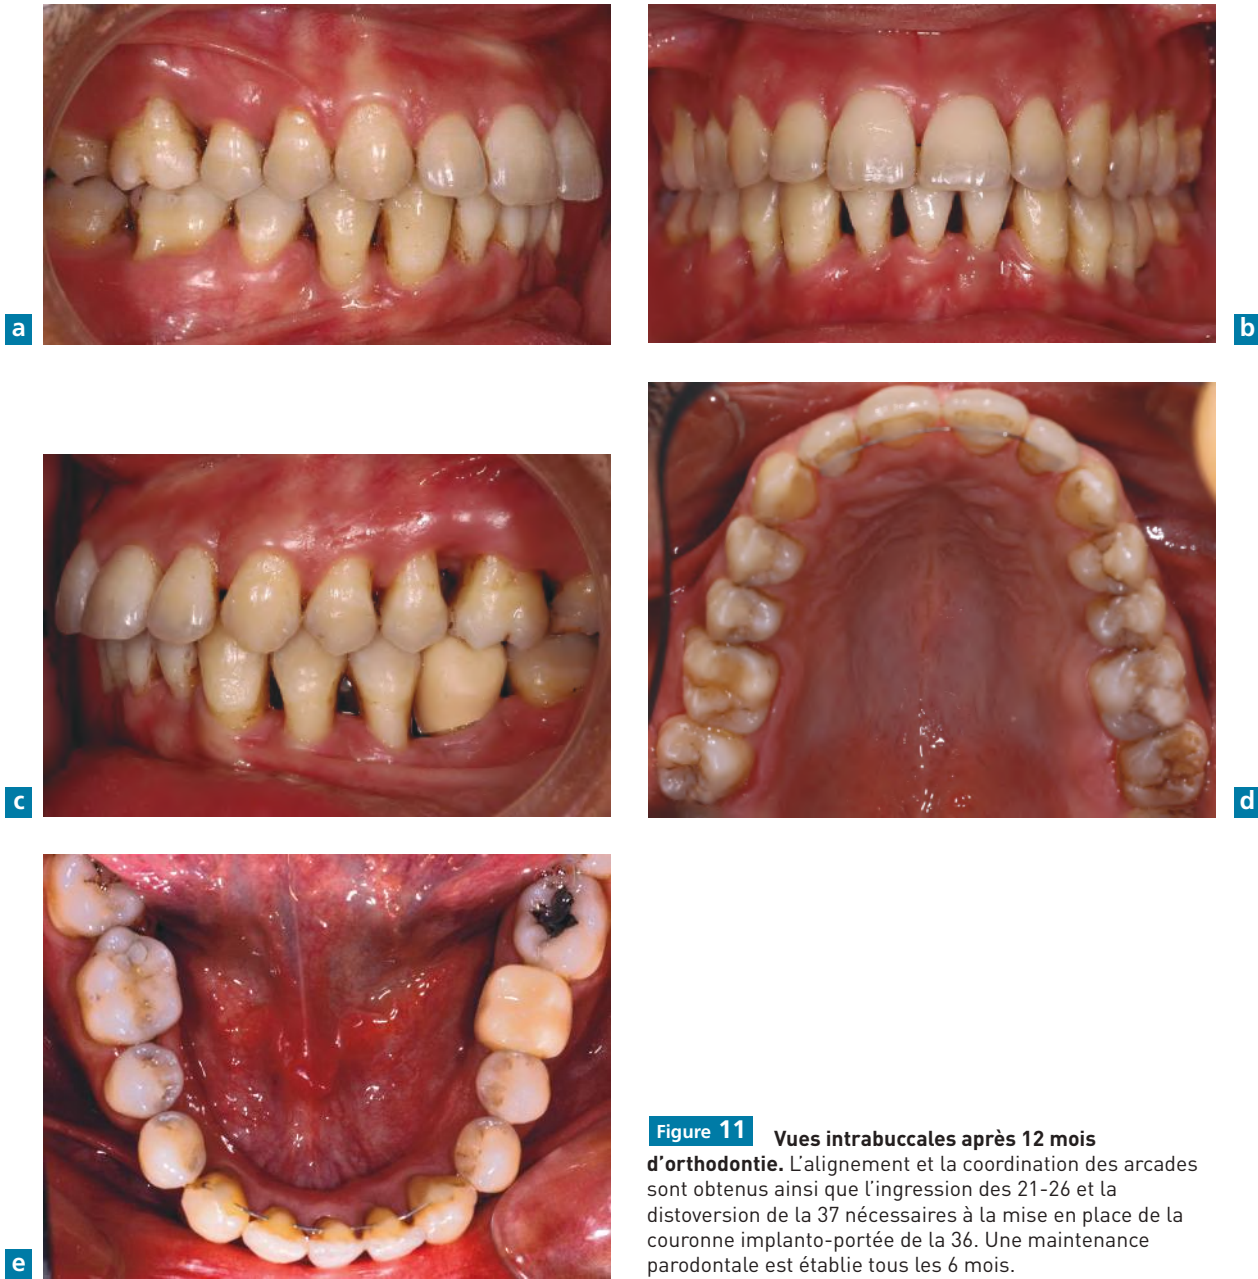 a
b
c
d
e
Figure 11 Vues intrabuccales après 12 mois
d’orthodontie. L’alignement et la coordination des arcades
sont obtenus ainsi que l’ingression des 21-26 et la
distoversion de la 37 nécessaires à la mise en place de la
couronne implanto-portée de la 36. Une maintenance
parodontale est établie tous les 6 mois.